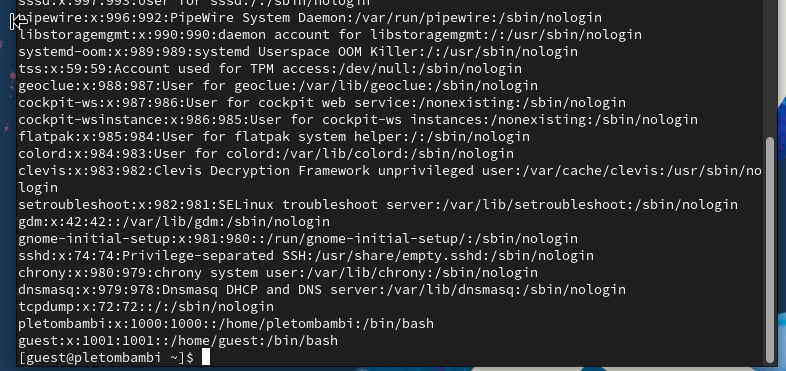 sssd:x:997:993:User for sssd:/:/sbin/nologin
pipewire:x:996:992:PipeWire System Daemon:/var/run/pipewire:/sbin/nologin
libstoragemgmt:x:990:990:daemon account for libstoragemgmt:/:/usr/sbin/nologin
systemd-oom:x:989:989:systemd Userspace OOM Killer:/:/usr/sbin/nologin
tss:x:59:59:Account used for TPM access:/dev/null:/sbin/nologin
geoclue:x:988:987:User for geoclue:/var/lib/geoclue:/sbin/nologin
cockpit-ws:x:987:986:User for cockpit web service:/nonexisting:/sbin/nologin
cockpit-wsinstance:x:986:985:User for cockpit-ws instances:/nonexisting:/sbin/nologin
flatpak:x:985:984:User for flatpak system helper:/:/sbin/nologin
colord:x:984:983:User for colord:/var/lib/colord:/sbin/nologin
clevis:x:983:982:Clevis Decryption Framework unprivileged user:/var/cache/clevis:/usr/sbin/no
login
setroubleshoot:x:982:981:SELinux troubleshoot server:/var/lib/setroubleshoot:/sbin/nologin
gdm:x:42:42::/var/lib/gdm:/sbin/nologin
gnome-initial-setup:x:981:980::/run/gnome-initial-setup/:/sbin/nologin
sshd:x:74:74:Privilege-separated SSH:/usr/share/empty.sshd:/sbin/nologin
chrony:x:980:979:chrony system user:/var/lib/chrony:/sbin/nologin
dnsmasq:x:979:978:Dnsmasq DHCP and DNS server:/var/lib/dnsmasq:/sbin/nologin
tcpdump:x:72:72::/:/sbin/nologin
pletombambi:x:1000:1000::/home/pletombambi:/bin/bash
guest:x:1001:1001::/home/guest:/bin/bash
[guest@pletombambi ~]$